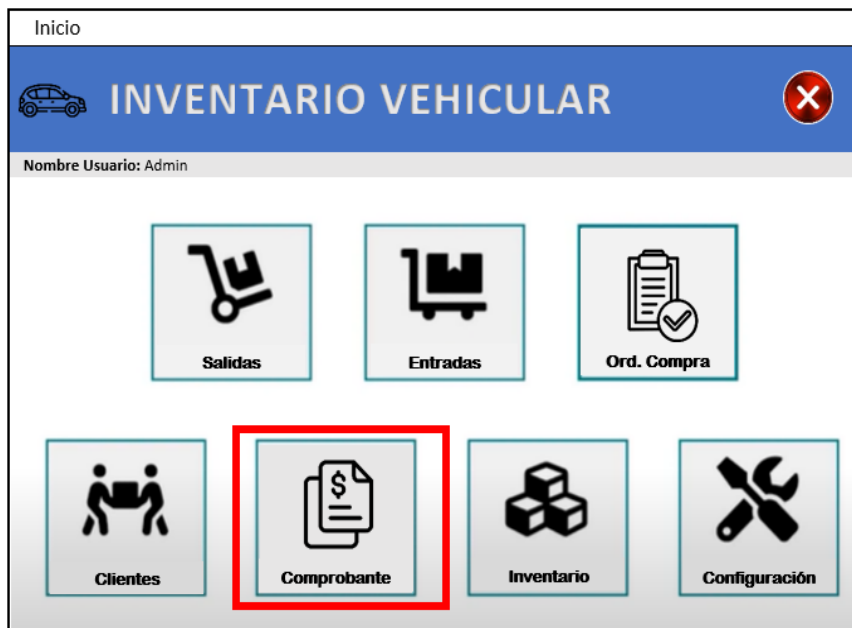 Inicio
INVENTARIO VEHICULAR
Nombre Usuario: Admin
Salidas
Entradas
Ord. Compra
$
Clientes
Comprobante
Inventario
Configuración